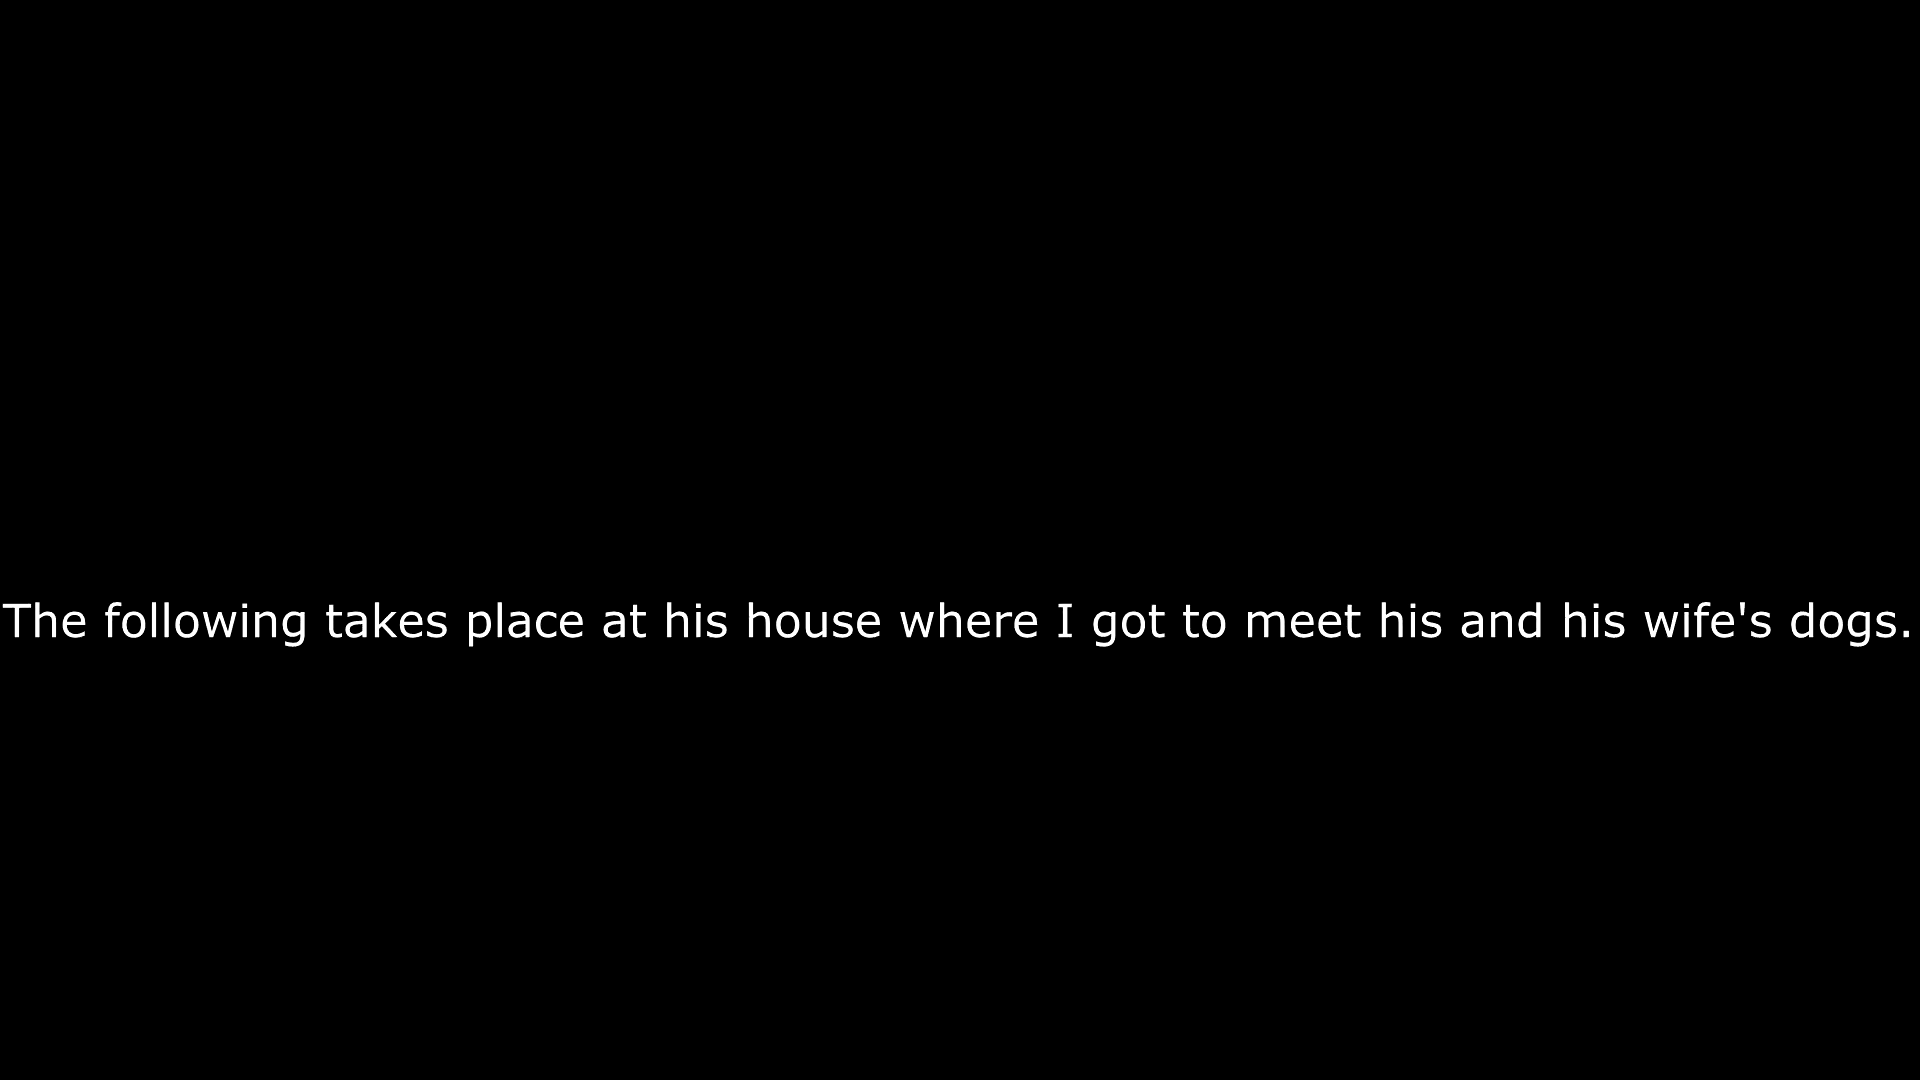 The following takes place at his house where I got to meet his and his wife's dogs.